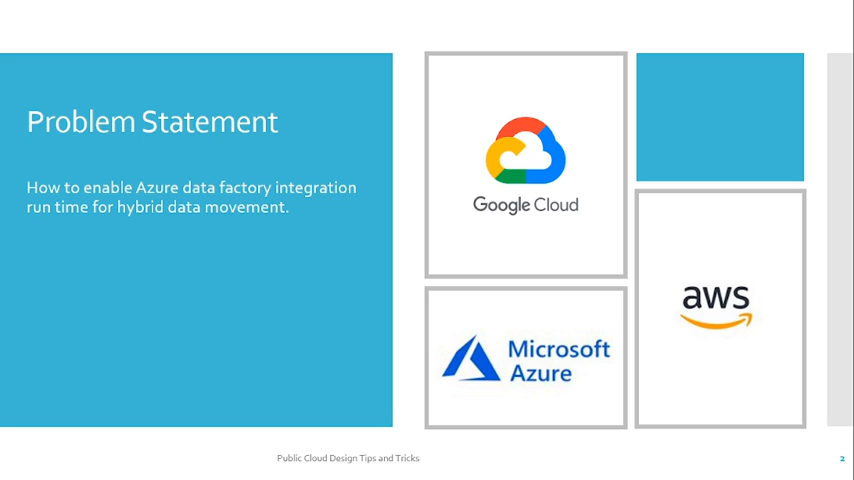 Problem Statement
How to enable Azure data factory integration
run time for hybrid data movement.
Google Cloud
Microsoft
Azure
aws
Public Cloud Design Tips and Tricks
2